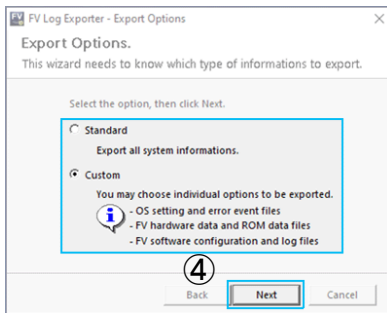 FV Log Exporter - Export Options
Export Options.
This wizard needs to know which type of informations to export.
Select the option, then click Next.
Standard
Export all system informations.
Custom
You may choose individual options to be exported.
- OS setting and error event files
- FV hardware data and ROM data files
- FV software configuration and log files
④
Back Next Cancel